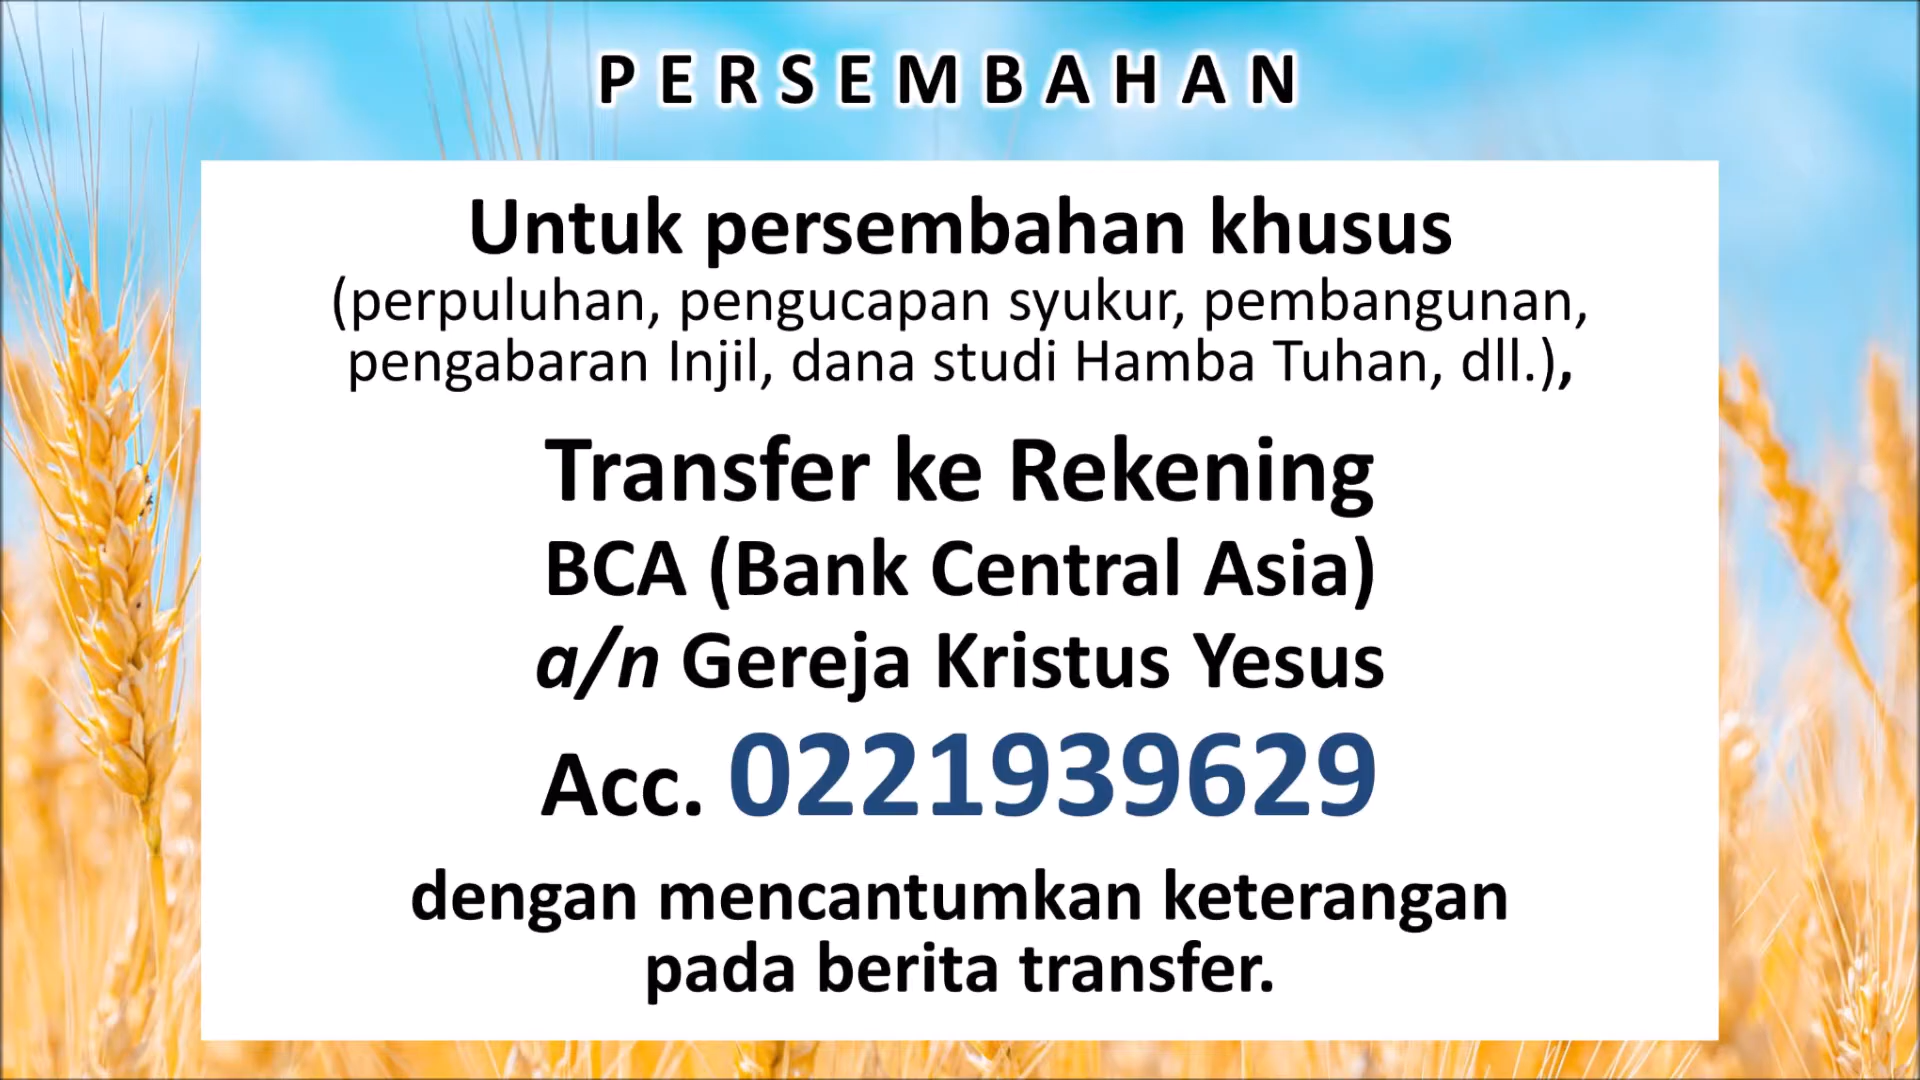 PERSEMBAHAN
Untuk persembahan khusus
(perpuluhan, pengucapan syukur, pembangunan,
pengabaran Injil, dana studi Hamba Tuhan, dll.),
Transfer ke Rekening
BCA (Bank Central Asia)
a/n Gereja Kristus Yesus
Acc. 0221939629
dengan mencantumkan keterangan
pada berita transfer.